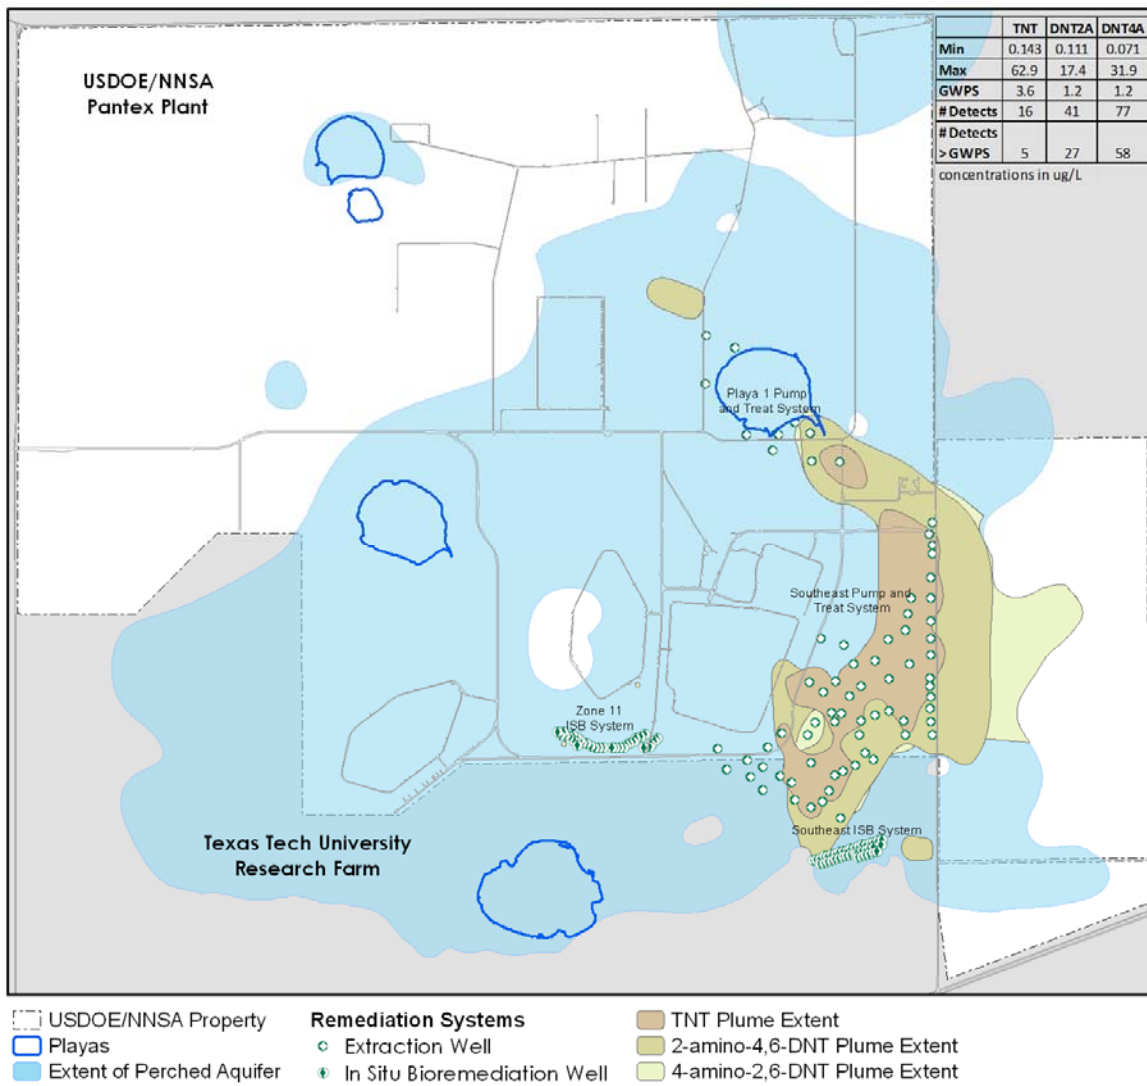 USDOE/NNSA
Pantex Plant
TNT DNT2A DNT4A
Min 0.143 0.111 0.071
Max 62.9 17.4 31.9
GWPS 3.6 1.2 1.2
# Detects 16 41 77
# Detects
>GWPS 5 27 58
concentrations in ug/L
Playa 1 Pump
and Treat System
Southeast Pump and
Treat System
Zone 11
ISB System
Southeast ISB System
Texas Tech University
Research Farm
USDOE/NNSA Property
Playas
Extent of Perched Aquifer
Remediation Systems
Extraction Well
In Situ Bioremediation Well
TNT Plume Extent
2-amino-4,6-DNT Plume Extent
4-amino-2,6-DNT Plume Extent